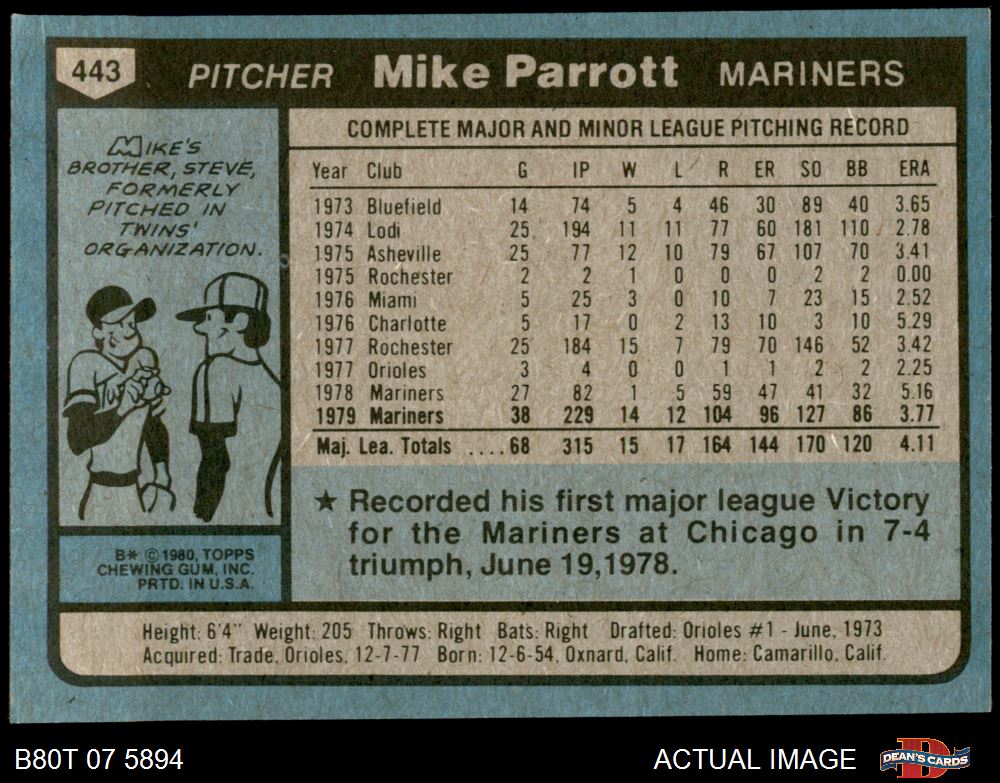 443 PITCHER Mike Parrott MARINERS
MIKE'S
BROTHER, STEVE,
FORMERLY
PITCHED IN
TWINS'
ORGANIZATION.
COMPLETE MAJOR AND MINOR LEAGUE PITCHING RECORD
Year Club G IP W L R ER SO BB ERA
1973 Bluefield 14 74 5 4 46 30 89 40 3.65
1974 Lodi 25 194 11 11 77 60 181 110 2.78
1975 Asheville 25 77 12 10 79 67 107 70 3.41
1975 Rochester 2 2 1 0 0 0 2 2 0.00
1976 Miami 5 25 3 0 10 7 23 15 2.52
1976 Charlotte 5 17 0 2 13 10 3 10 5.29
1977 Rochester 25 184 15 7 79 70 146 52 3.42
1977 Orioles 3 4 0 0 1 1 2 2 2.25
1978 Mariners 27 82 1 5 59 47 41 32 5.16
1979 Mariners 38 229 14 12 104 96 127 86 3.77
Maj. Lea. Totals ....68 315 15 17 164 144 170 120 4.11
★ Recorded his first major league Victory
for the Mariners at Chicago in 7-4
triumph, June 19,1978.
B* © 1980, TOPPS
CHEWING GUM, INC.
PRTD. IN U.S.A.
Height: 6'4" Weight: 205 Throws: Right Bats: Right Drafted: Orioles #1 - June, 1973
Acquired: Trade, Orioles, 12-7-77 Born: 12-6-54, Oxnard, Calif. Home: Camarillo, Calif.
B80T 07 5894 ACTUAL IMAGE DEAN'S CARDS